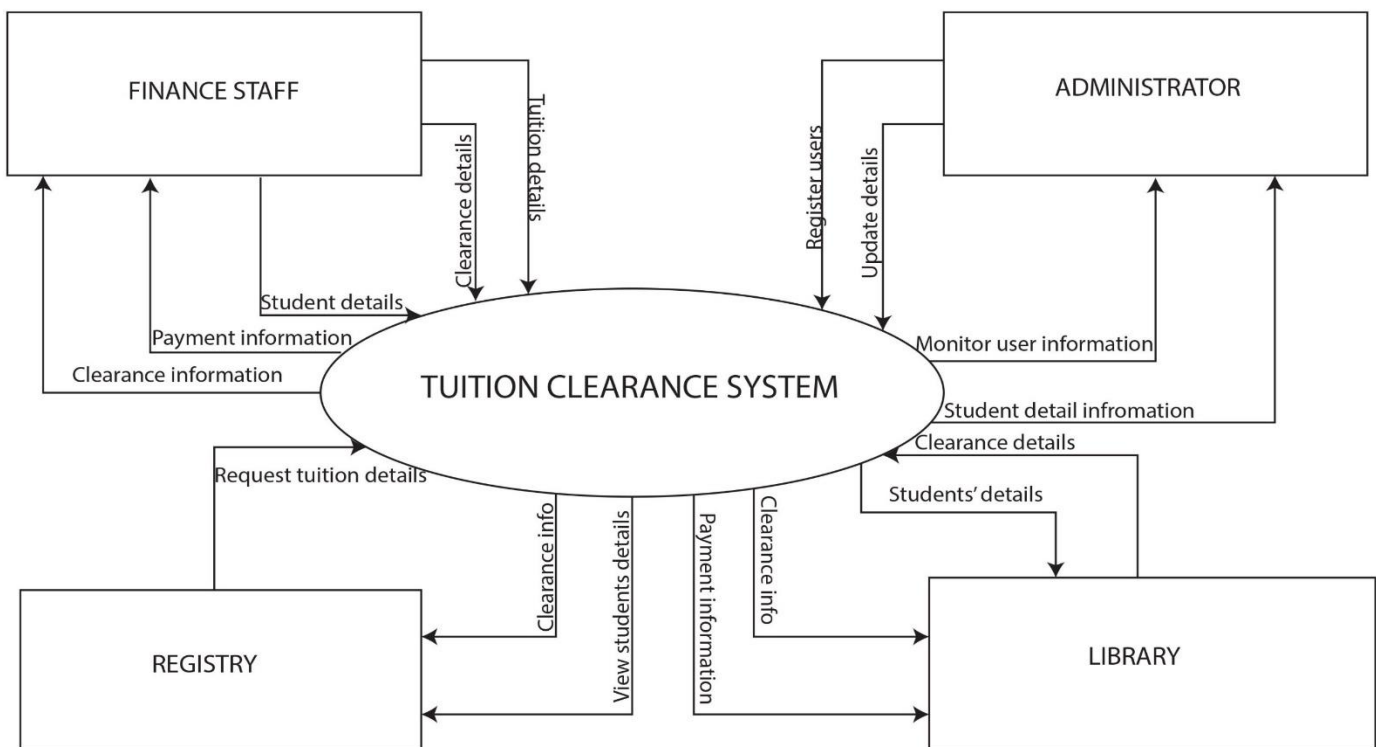 FINANCE STAFF
ADMINISTRATOR
Tuition details
Clearance details
Register users
Update details
Student details
Payment information
Clearance information
Monitor user information
TUITION CLEARANCE SYSTEM
Student detail infromation
Clearance details
Request tuition details
Students' details
Clearance info
View students details
Payment information
Clearance info
REGISTRY
LIBRARY